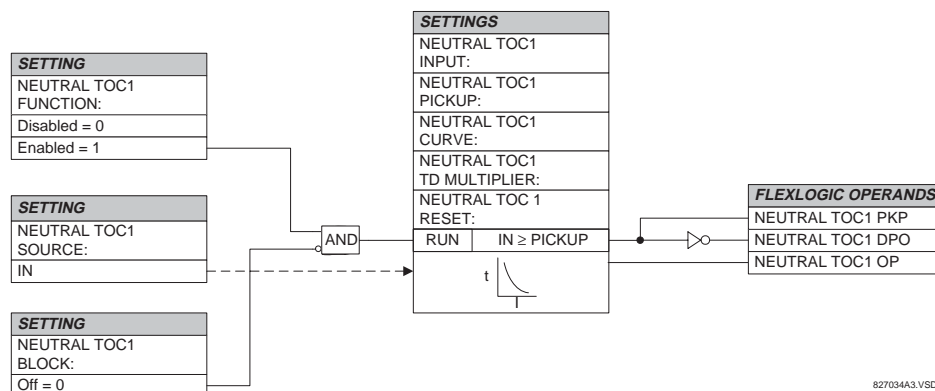 SETTING
NEUTRAL TOC1
FUNCTION:
Disabled = 0
Enabled = 1
SETTING
NEUTRAL TOC1
SOURCE:
IN
SETTING
NEUTRAL TOC1
BLOCK:
Off = 0
AND
SETTINGS
NEUTRAL TOC1
INPUT:
NEUTRAL TOC1
PICKUP:
NEUTRAL TOC1
CURVE:
NEUTRAL TOC1
TD MULTIPLIER:
NEUTRAL TOC 1
RESET:
RUN IN ≥ PICKUP
t
I
FLEXLOGIC OPERANDS
NEUTRAL TOC1 PKP
NEUTRAL TOC1 DPO
NEUTRAL TOC1 OP
827034A3.VSD